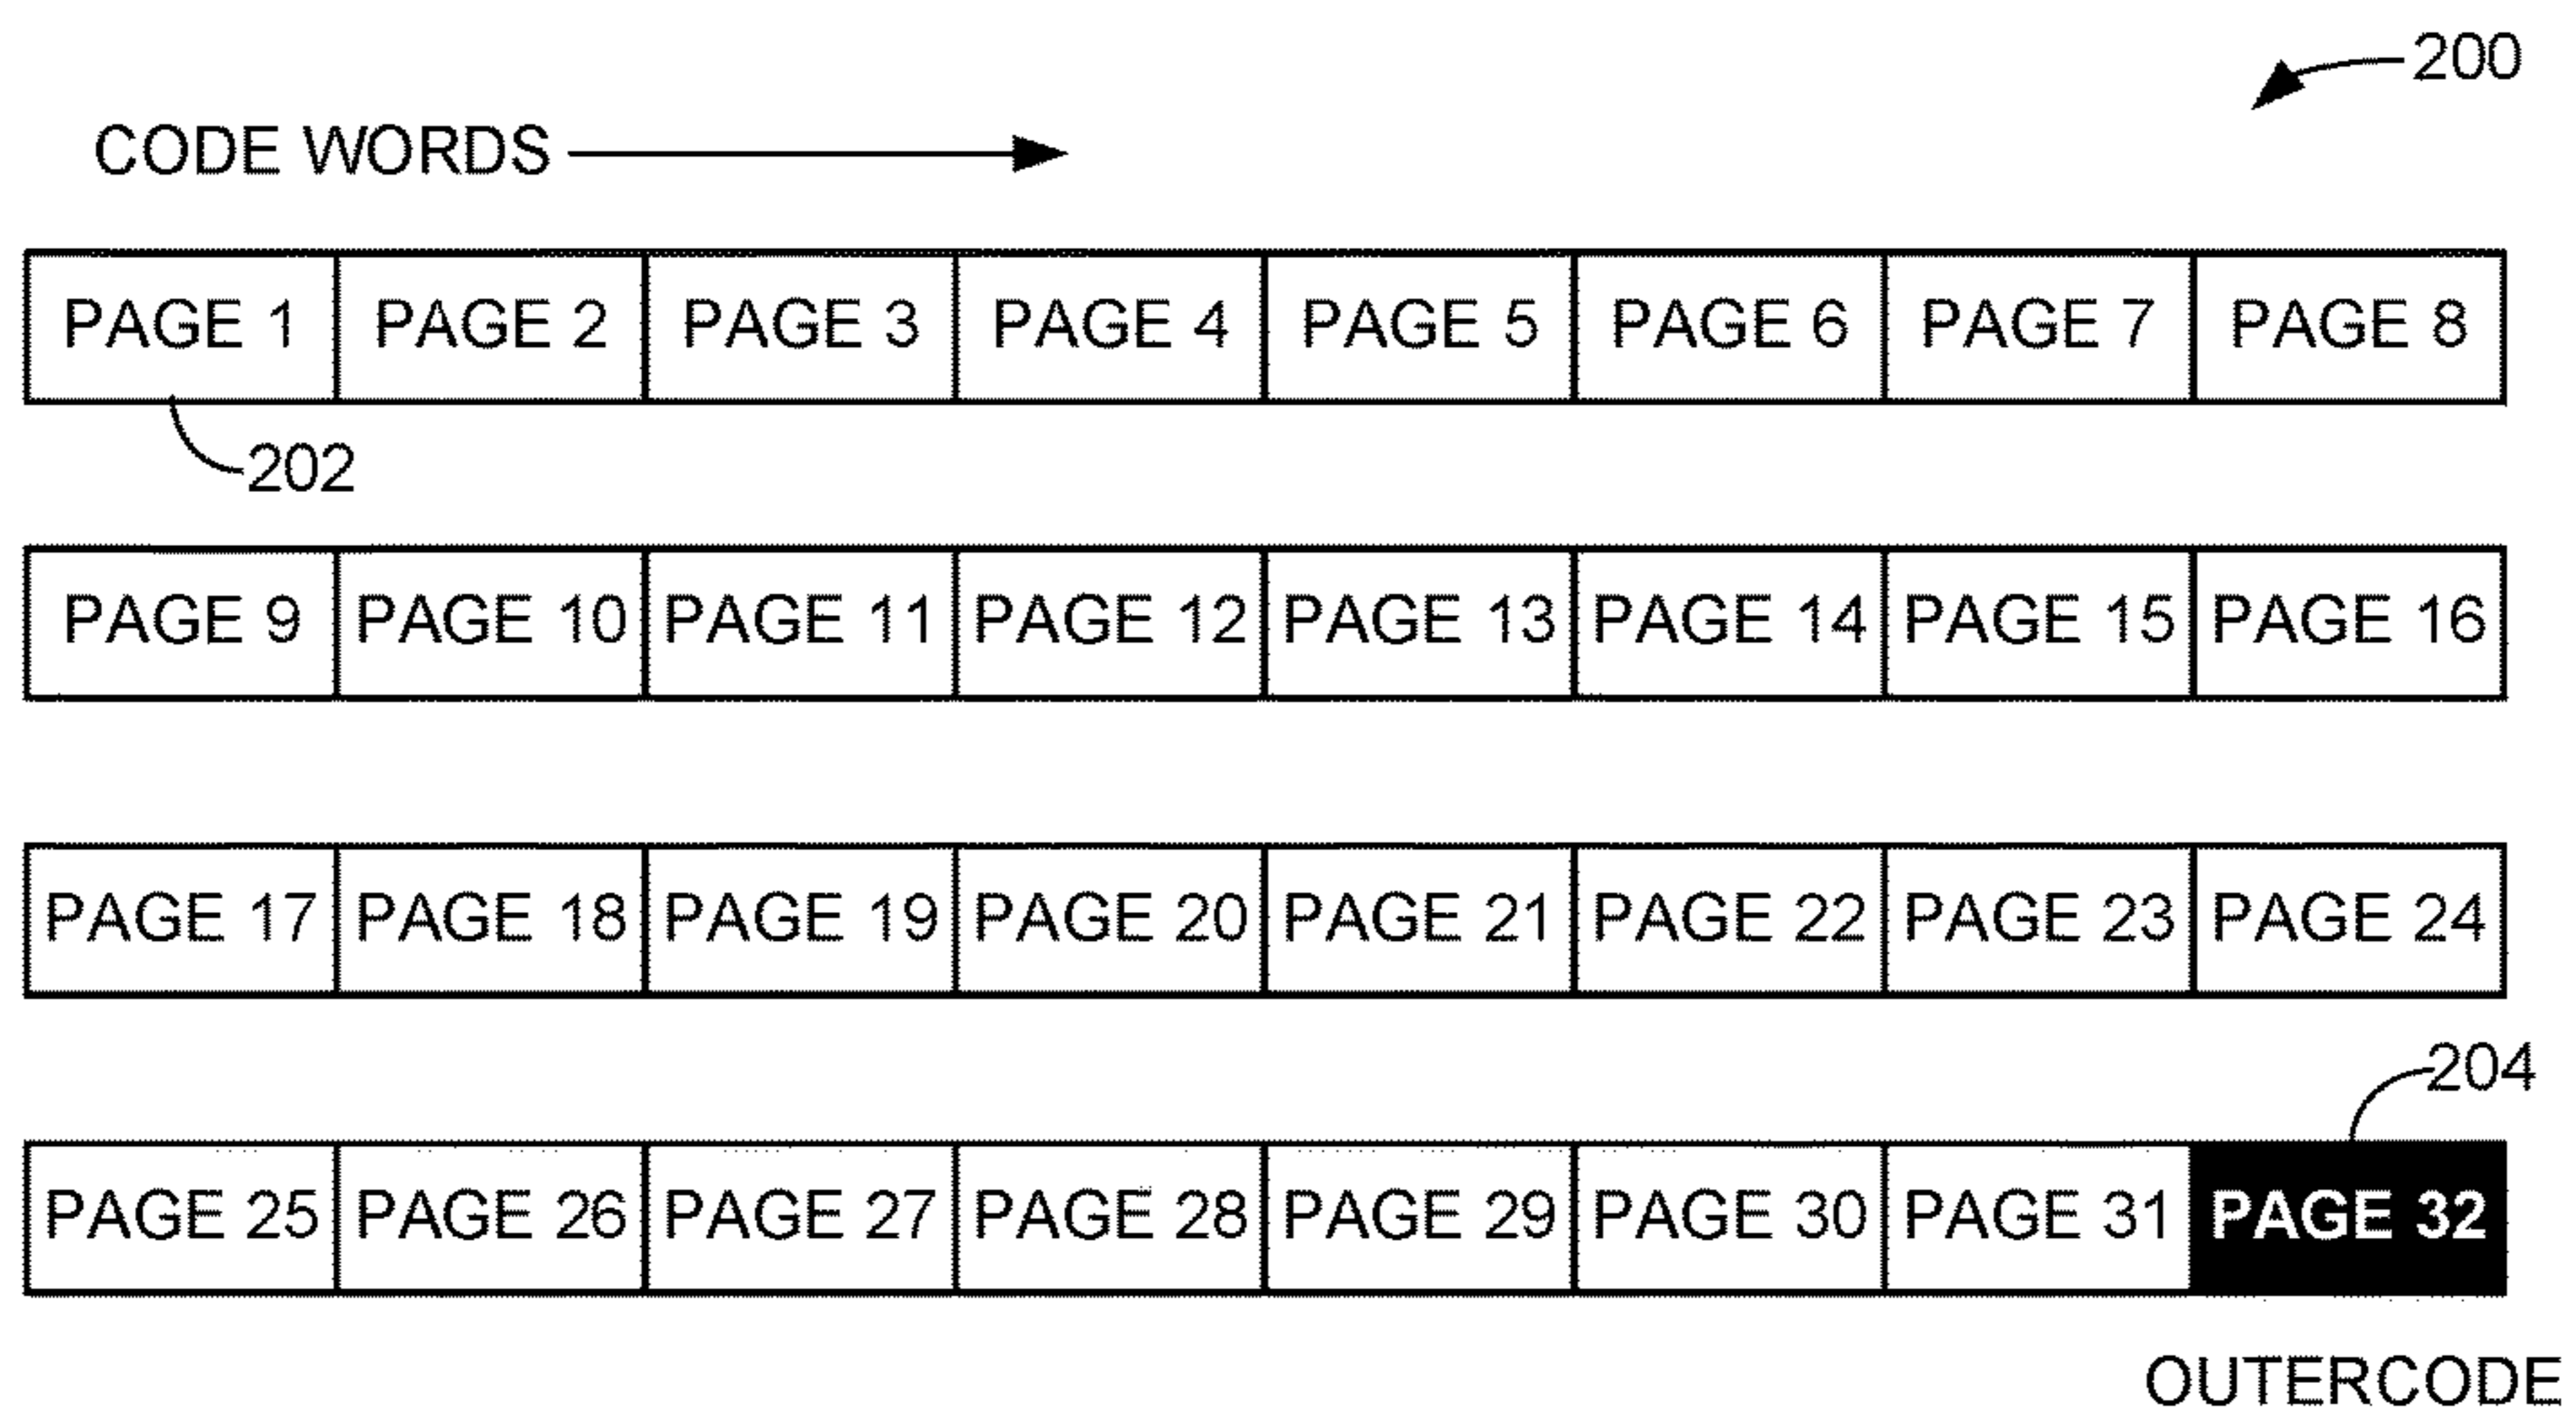 200
CODE WORDS
PAGE 1 PAGE 2 PAGE 3 PAGE 4 PAGE 5 PAGE 6 PAGE 7 PAGE 8
202
PAGE 9 PAGE 10 PAGE 11 PAGE 12 PAGE 13 PAGE 14 PAGE 15 PAGE 16
PAGE 17 PAGE 18 PAGE 19 PAGE 20 PAGE 21 PAGE 22 PAGE 23 PAGE 24
204
PAGE 25 PAGE 26 PAGE 27 PAGE 28 PAGE 29 PAGE 30 PAGE 31 PAGE 32
OUTERCODE